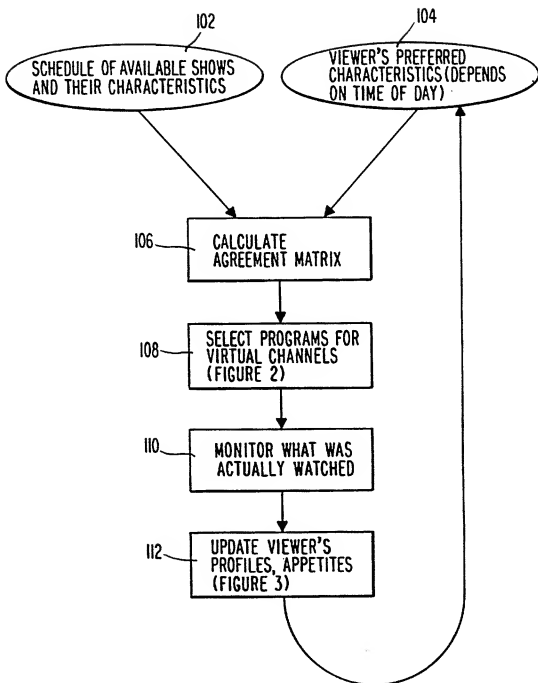 102
SCHEDULE OF AVAILABLE SHOWS
AND THEIR CHARACTERISTICS
104
VIEWER'S PREFERRED
CHARACTERISTICS (DEPENDS
ON TIME OF DAY)
106
CALCULATE
AGREEMENT MATRIX
108
SELECT PROGRAMS FOR
VIRTUAL CHANNELS
(FIGURE 2)
110
MONITOR WHAT WAS
ACTUALLY WATCHED
112
UPDATE VIEWER'S
PROFILES, APPETITES
(FIGURE 3)